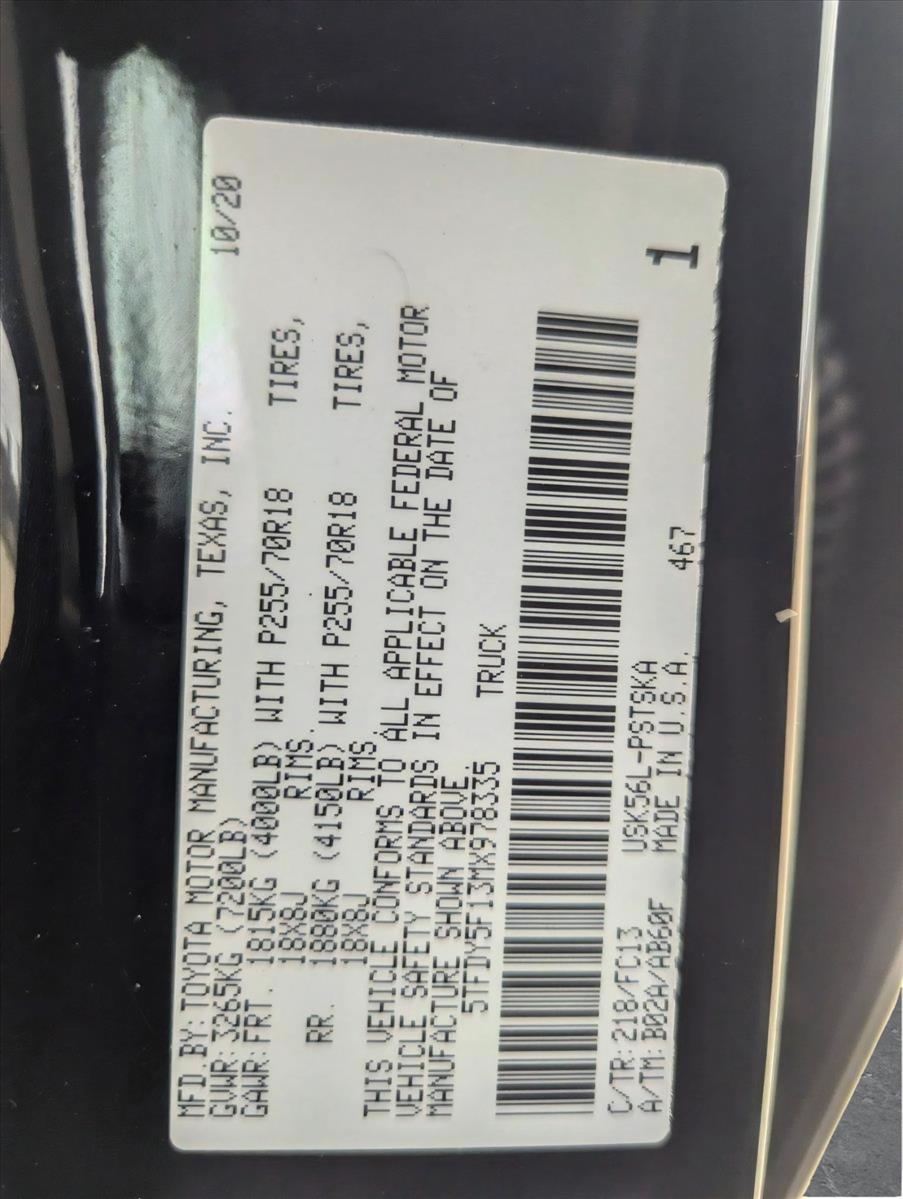 MFD.BY: TOYOTA MOTOR MANUFACTURING, TEXAS, INC. 10/20
GVWR:3265KG (7200LB)
GAWR:FRT. 1815KG (4000LB) WITH P255/70R18 TIRES,
18X8J RIMS.
RR. 1880KG (4150LB) WITH P255/70R18 TIRES,
18X8J RIMS.
THIS VEHICLE CONFORMS TO ALL APPLICABLE FEDERAL MOTOR
VEHICLE SAFETY STANDARDS IN EFFECT ON THE DATE OF
MANUFACTURE SHOWN ABOVE.
5TFDY5F13MX978335 TRUCK
C/TR:218/FC13 USK56L-PSTSKA
A/TM:B02A/AB60F MADE IN U.S.A. 467 1